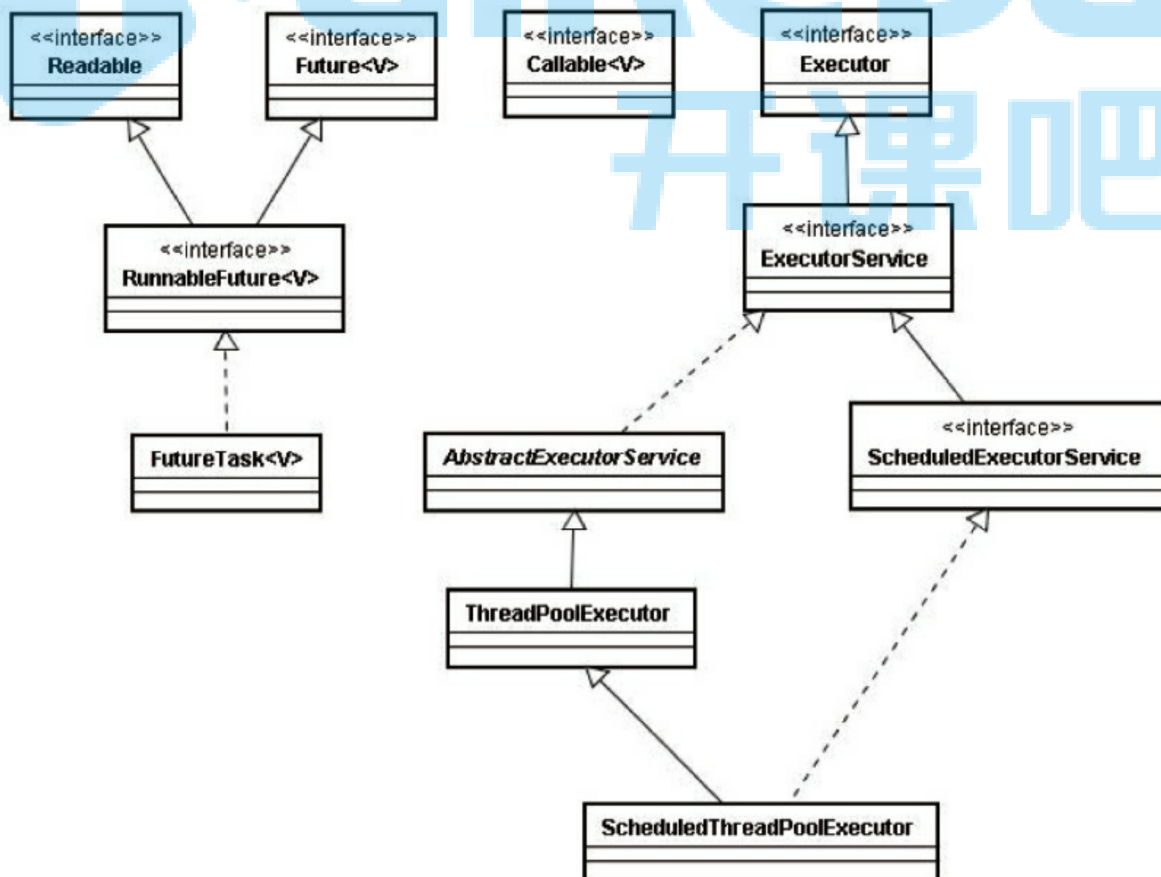 <<interface>>
Readable
<<interface>>
Future<V>
<<interface>>
Callable<V>
<<interface>>
Executor
开课吧
<<interface>>
RunnableFuture<V>
<<interface>>
ExecutorService
FutureTask<V>
AbstractExecutorService
<<interface>>
ScheduledExecutorService
ThreadPoolExecutor
ScheduledThreadPoolExecutor